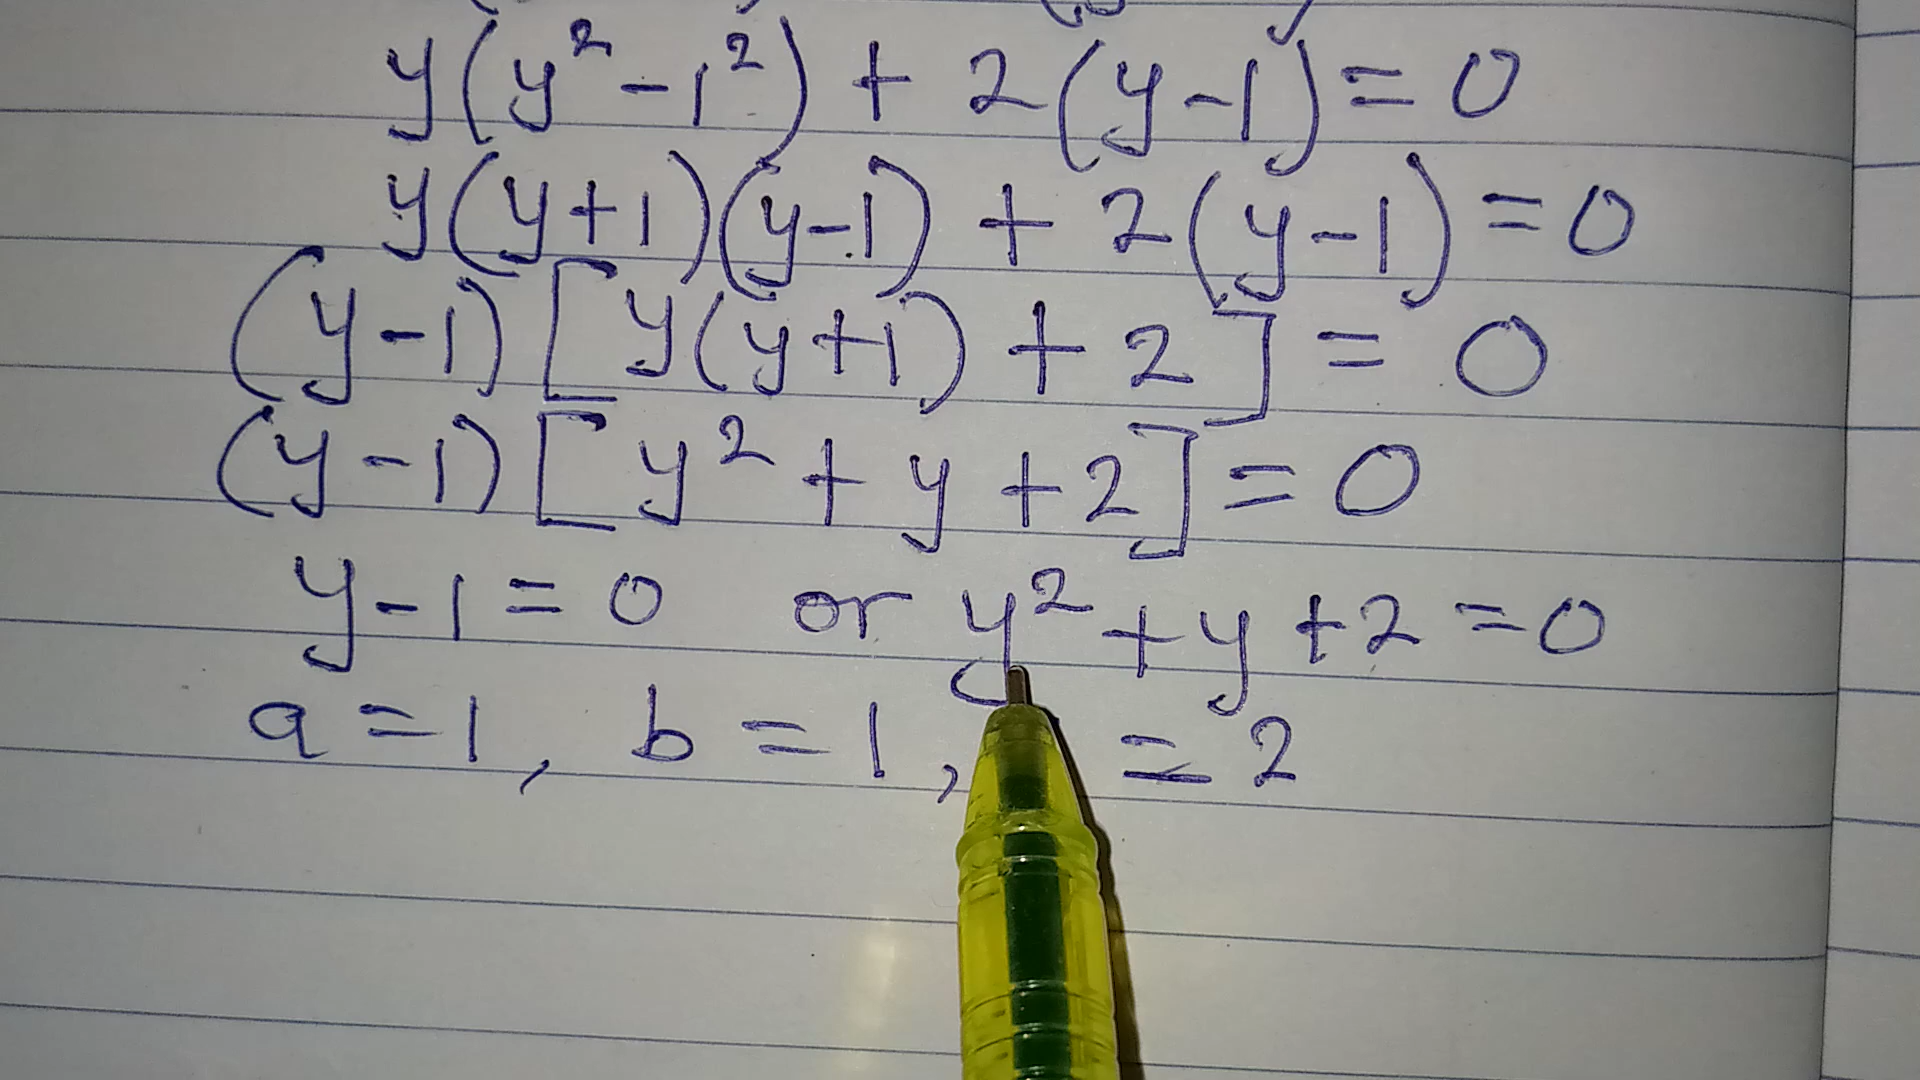 y(y²-1²) + 2(y-1) = 0
y(y+1)(y-1) + 2(y-1) = 0
(y-1)[y(y+1) + 2] = 0
(y-1)[y² + y + 2] = 0
y-1 = 0 or y² + y + 2 = 0
a = 1, b = 1, = 2